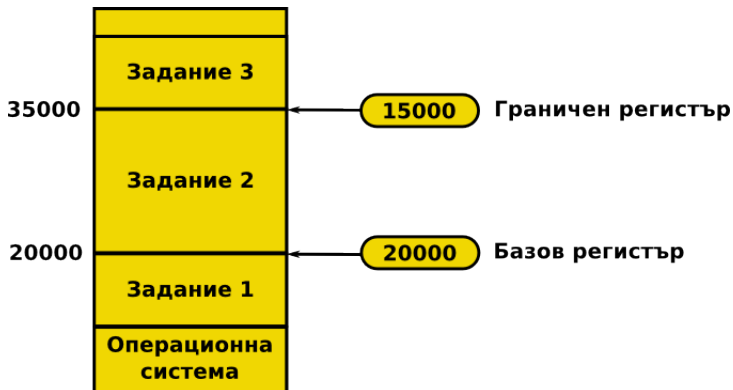 Задание 3
35000
15000
Граничен регистър
Задание 2
20000
20000
Базов регистър
Задание 1
Операционна
система